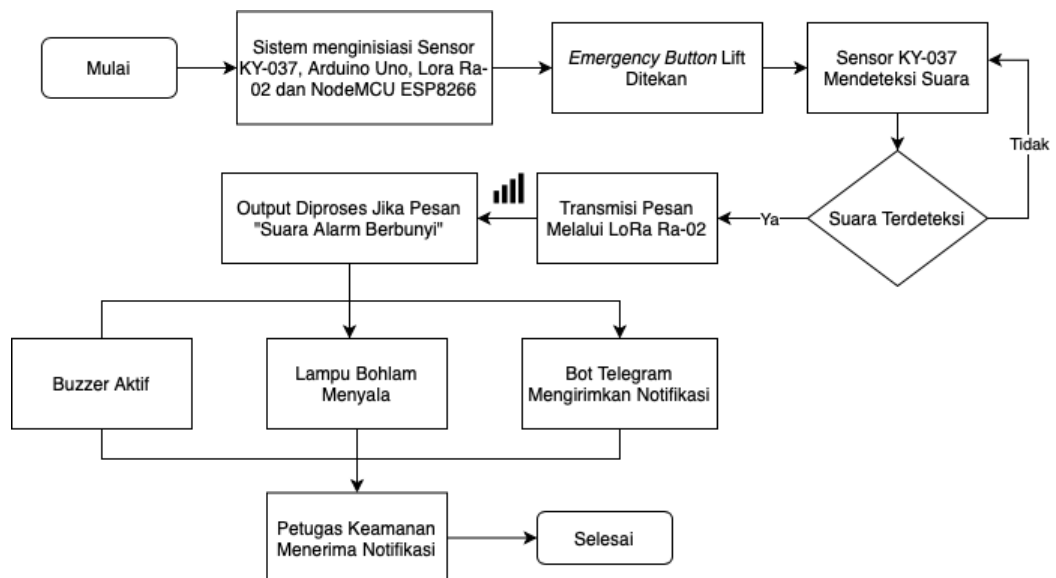 Mulai
Sistem menginisiasi Sensor
KY-037, Arduino Uno, Lora Ra-
02 dan NodeMCU ESP8266
Emergency Button Lift
Ditekan
Sensor KY-037
Mendeteksi Suara
Tidak
Suara Terdeteksi
Ya
Transmisi Pesan
Melalui LoRa Ra-02
Output Diproses Jika Pesan
"Suara Alarm Berbunyi"
Buzzer Aktif
Lampu Bohlam
Menyala
Bot Telegram
Mengirimkan Notifikasi
Petugas Keamanan
Menerima Notifikasi
Selesai